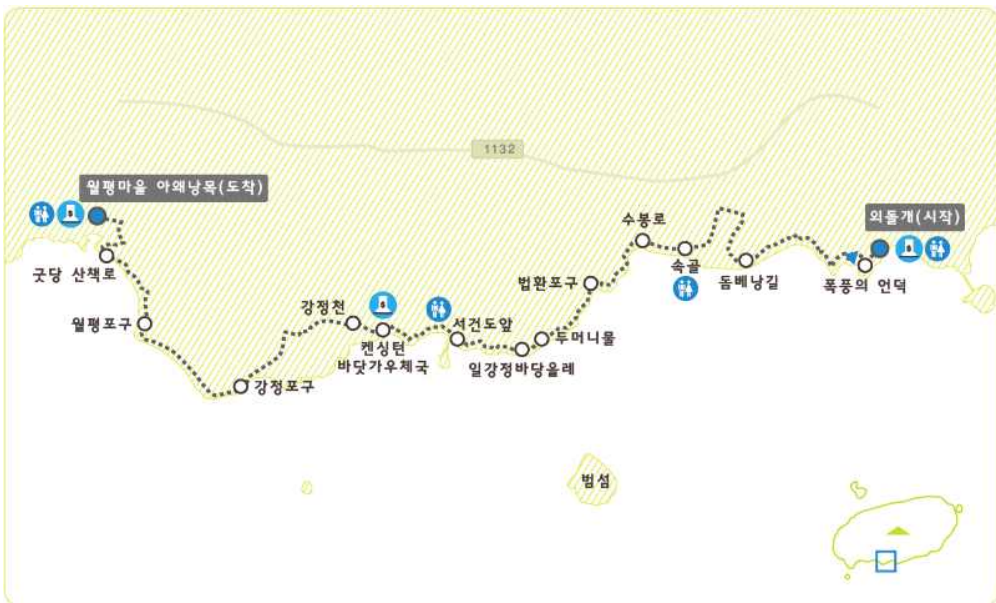 1132
월평마을 아왜낭목(도착)
외돌개(시작)
수봉로
속골
돔베낭길
폭풍의 언덕
굿당 산책로
법환포구
월평포구
강정천
켄싱턴
바닷가우체국
서건도앞
두머니물
일강정바당올레
강정포구
범섬